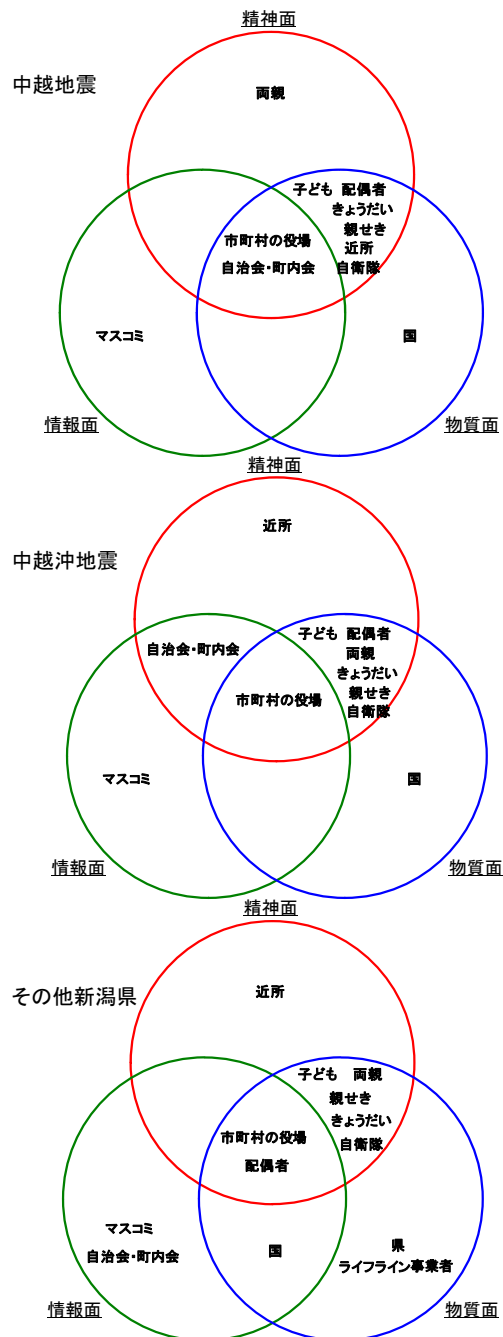 精神面
中越地震
両親
子ども 配偶者
きょうだい
親せき
近所
自衛隊
市町村の役場
自治会・町内会
マスコミ
国
情報面
物質面
精神面
中越沖地震
近所
子ども 配偶者
両親
きょうだい
親せき
自衛隊
自治会・町内会
市町村の役場
マスコミ
国
情報面
物質面
精神面
その他新潟県
近所
子ども 両親
親せき
きょうだい
自衛隊
市町村の役場
配偶者
マスコミ
自治会・町内会
国
県
ライフライン事業者
情報面
物質面